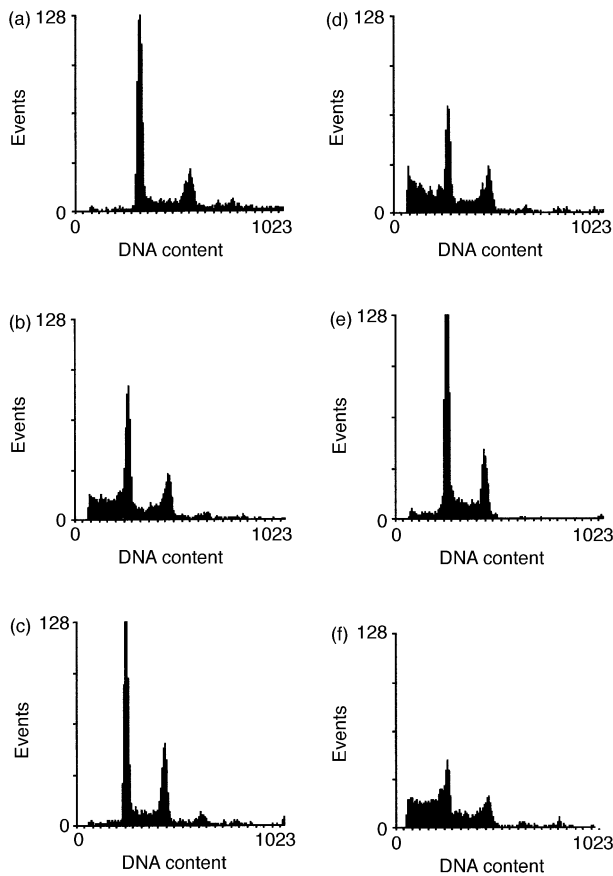 (a)
128
Events
0
0 1023
DNA content
(b)
128
Events
0
0 1023
DNA content
(c)
128
Events
0
0 1023
DNA content
(d)
128
Events
0
0 1023
DNA content
(e)
128
Events
0
0 1023
DNA content
(f)
128
Events
0
0 1023
DNA content